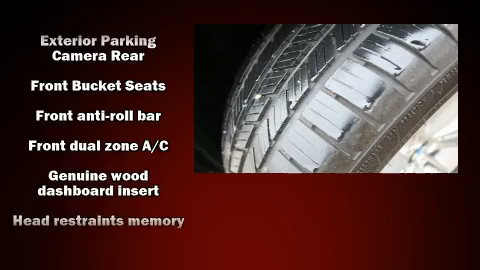 Exterior Parking
Camera Rear
Front Bucket Seats
Front anti-roll bar
Front dual zone A/C
Genuine wood
dashboard insert
Head restraints memory